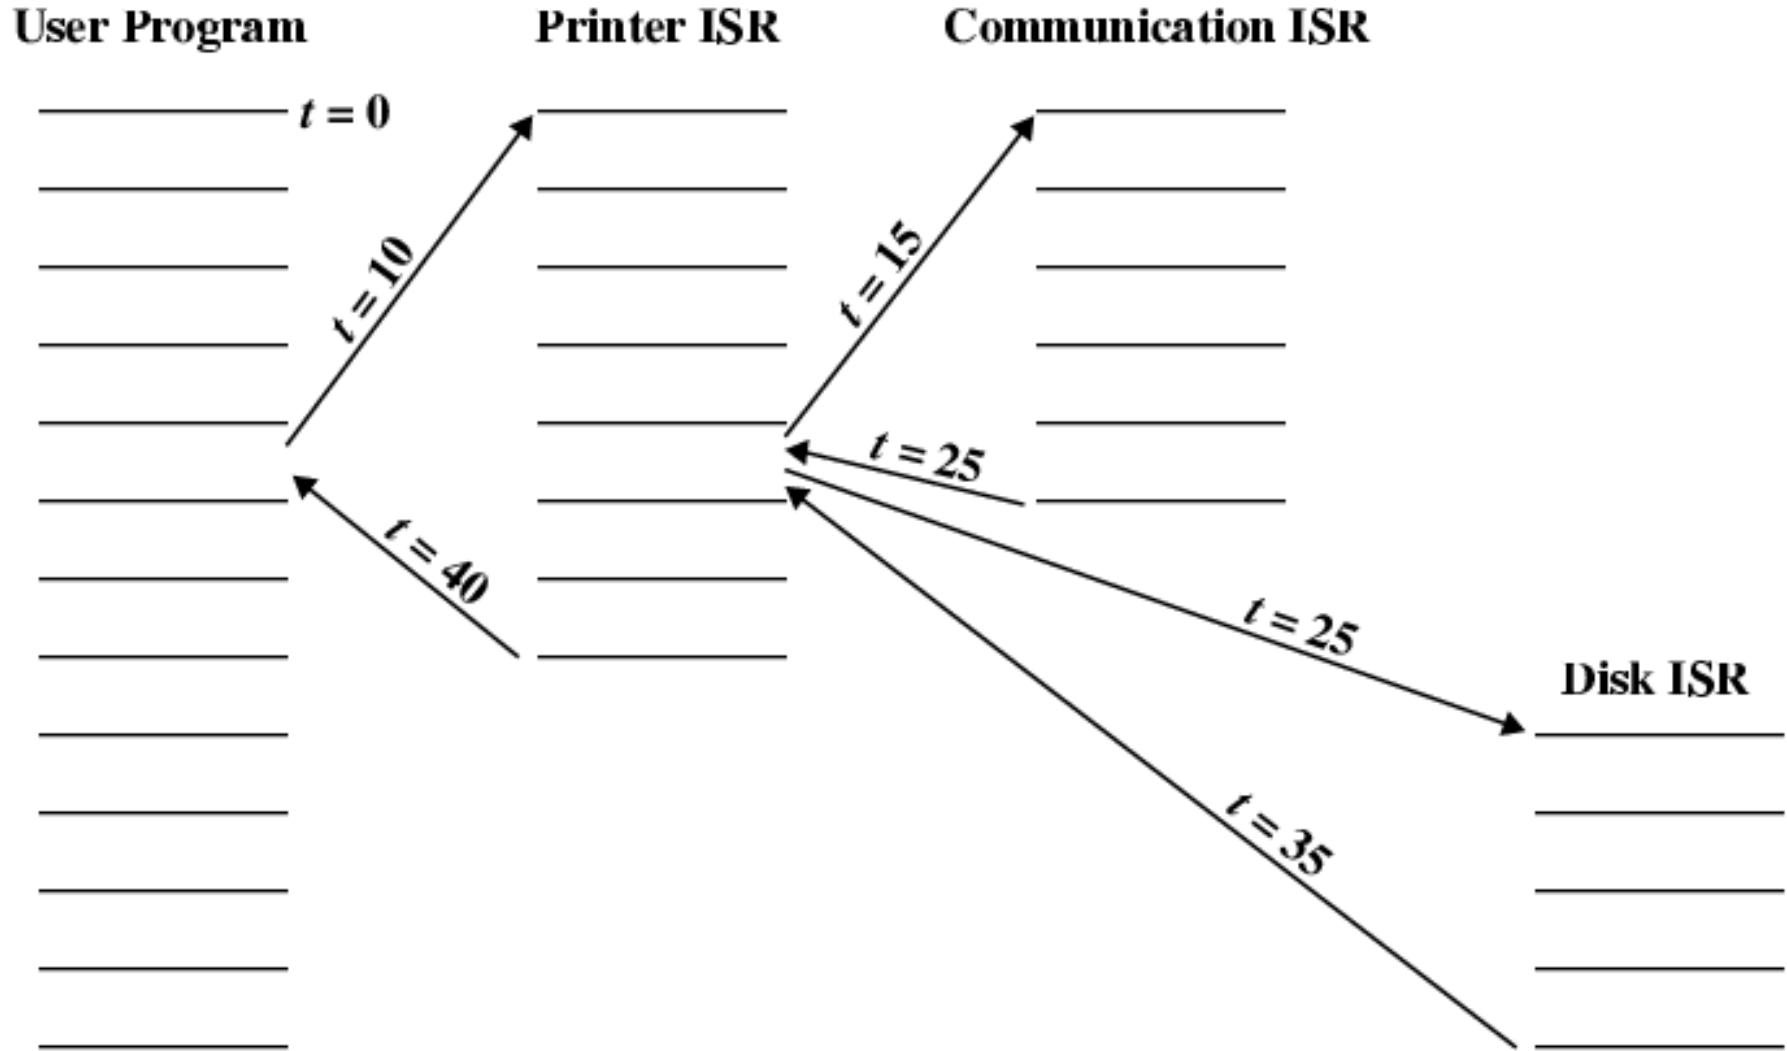 User Program
Printer ISR
Communication ISR
t = 0
t = 10
t = 15
t = 25
t = 40
t = 25
Disk ISR
t = 35